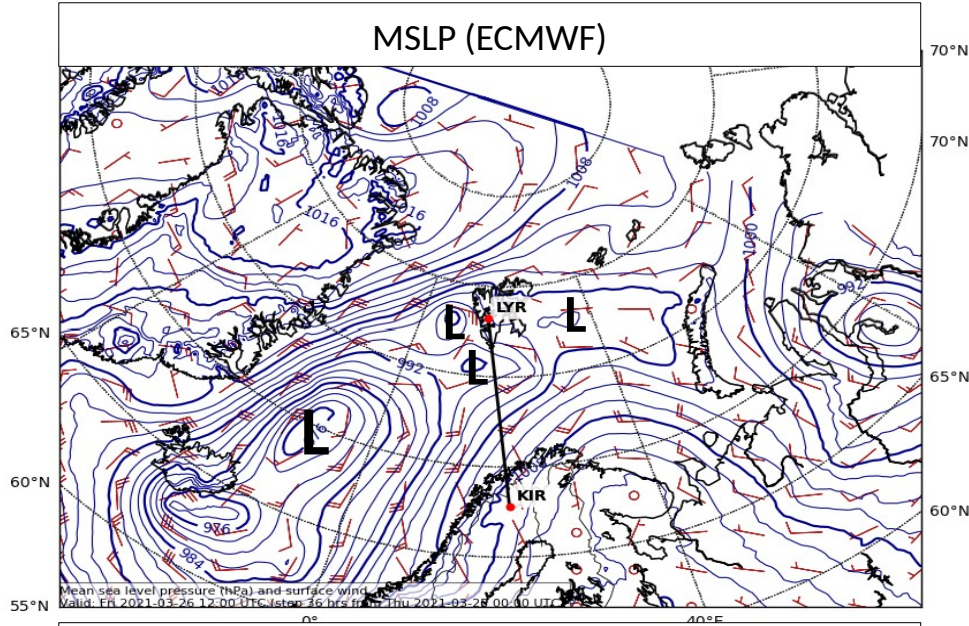 MSLP (ECMWF)
70°N
1008
1016
70°N
1008
1016
1016
1000
992
LYR
L
L
65°N
992
L
65°N
L
60°N
KIR
976
60°N
984
Mean sea level pressure (hPa) and surface wind
Valid: Fri 2021-03-26 12:00 UTC (step 36 hrs from Thu 2021-03-25 00:00 UTC)
55°N
0°
40°E